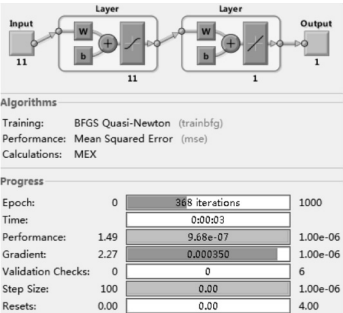 Layer Layer
Input Output
W W
b b
11 1
11 1
Algorithms
Training: BFGS Quasi-Newton (trainbfg)
Performance: Mean Squared Error (mse)
Calculations: MEX
Progress
Epoch: 0 368 iterations 1000
Time: 0:00:03
Performance: 1.49 9.68e-07 1.00e-06
Gradient: 2.27 0.000350 1.00e-06
Validation Checks: 0 0 6
Step Size: 100 0.00 1.00e-06
Resets: 0.00 0.00 4.00